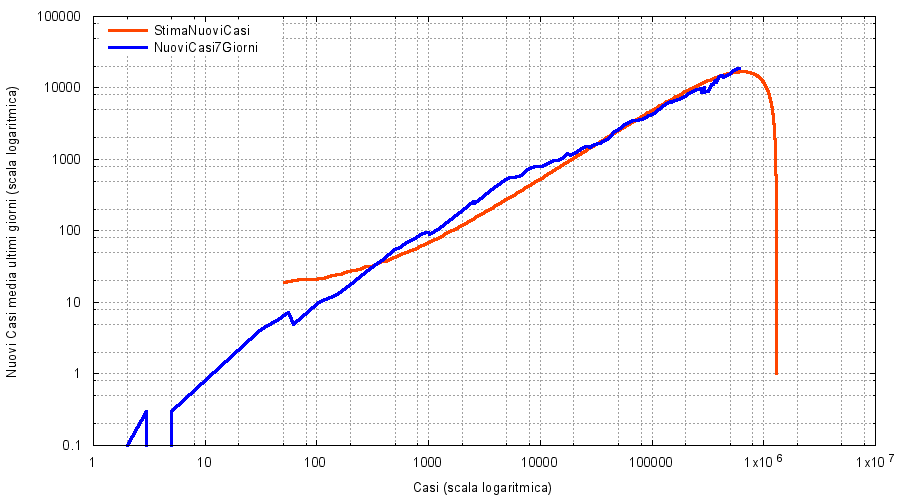 100000
StimaNuoviCasi
NuoviCasi7Giorni
10000
1000
100
10
1
0.1
Nuovi Casi media ultimi giorni (scala logaritmica)
1 10 100 1000 10000 100000 1x10^6 1x10^7
Casi (scala logaritmica)